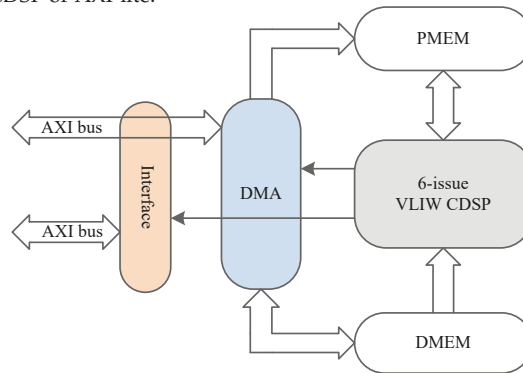 CDSP or AXI lite.
PMEM
AXI bus
Interface
DMA
6-issue
VLIW CDSP
AXI bus
DMEM